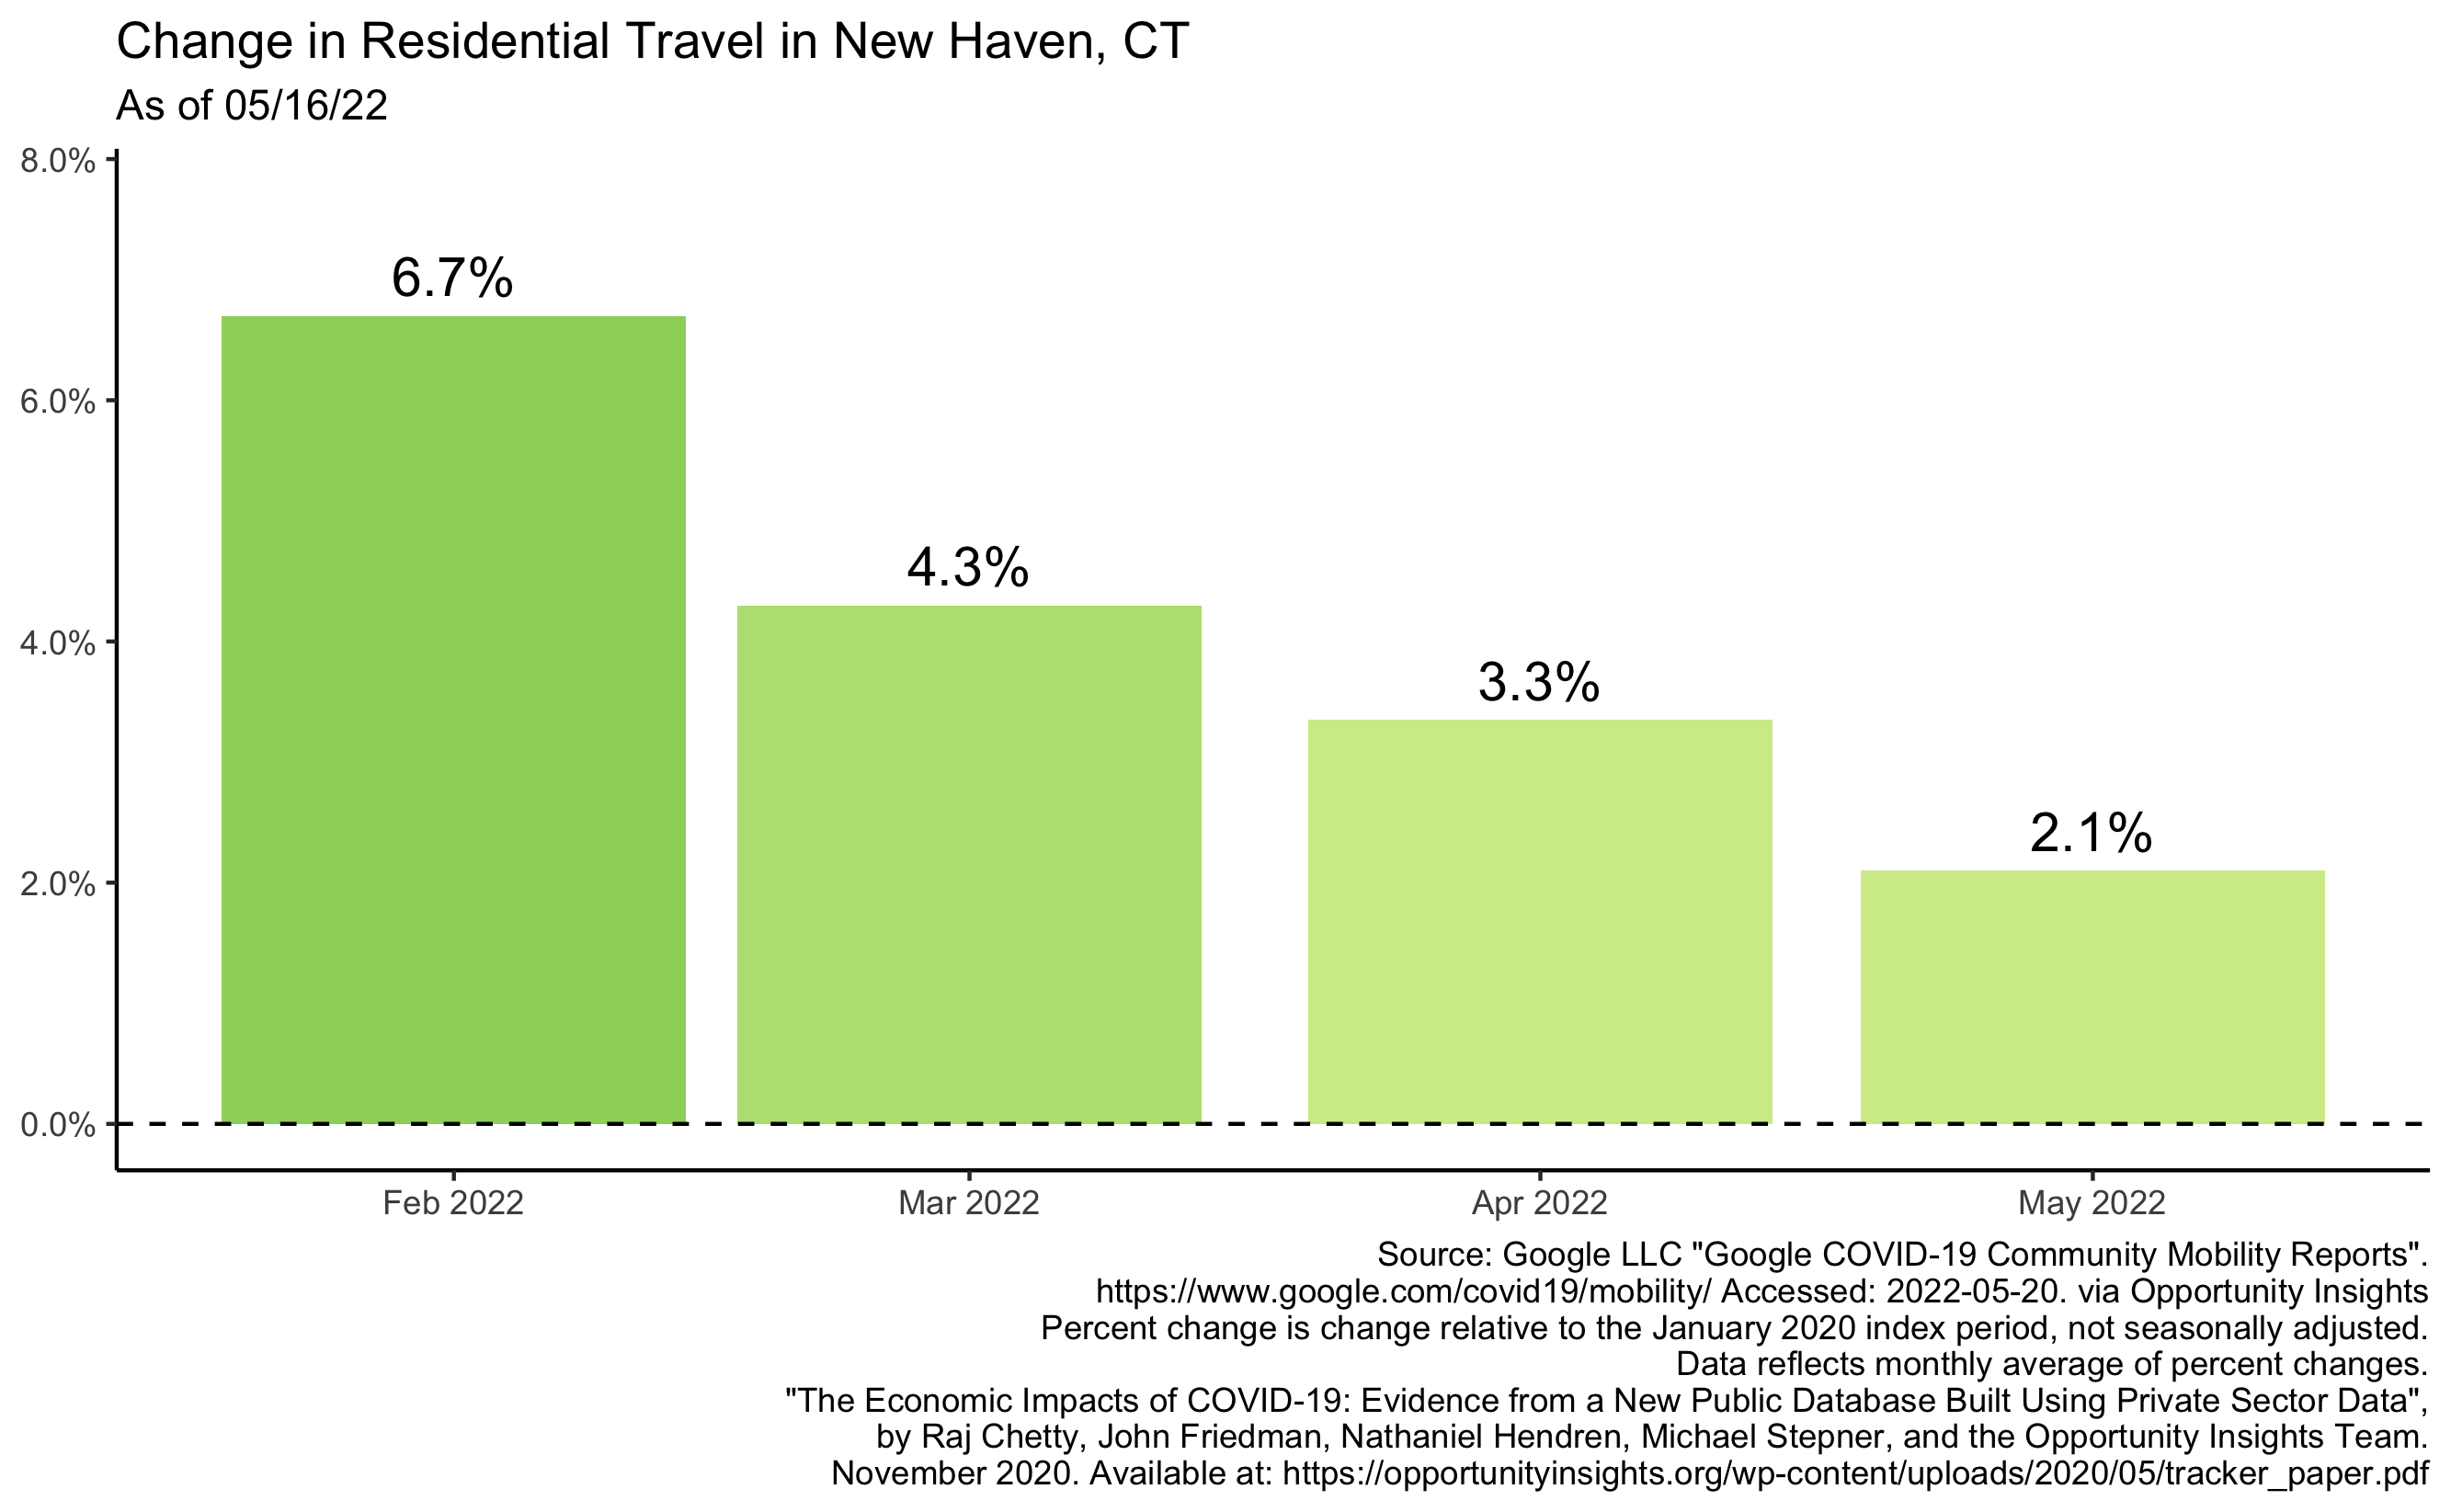 Change in Residential Travel in New Haven, CT
As of 05/16/22
8.0%
6.0%
4.0%
2.0%
0.0%
6.7%
4.3%
3.3%
2.1%
Feb 2022
Mar 2022
Apr 2022
May 2022
Source: Google LLC "Google COVID-19 Community Mobility Reports".
https://www.google.com/covid19/mobility/ Accessed: 2022-05-20. via Opportunity Insights
Percent change is change relative to the January 2020 index period, not seasonally adjusted.
Data reflects monthly average of percent changes.
"The Economic Impacts of COVID-19: Evidence from a New Public Database Built Using Private Sector Data",
by Raj Chetty, John Friedman, Nathaniel Hendren, Michael Stepner, and the Opportunity Insights Team.
November 2020. Available at: https://opportunityinsights.org/wp-content/uploads/2020/05/tracker_paper.pdf